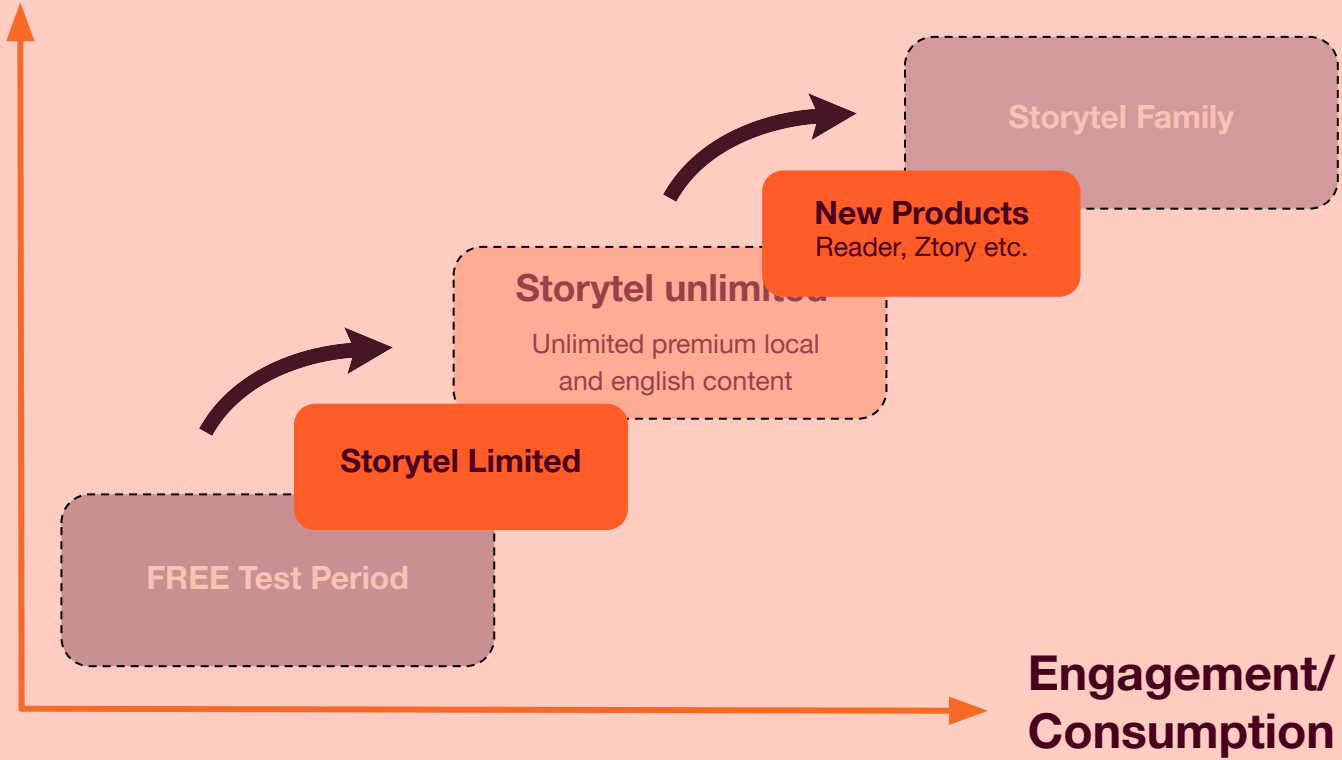 Storytel Family
New Products
Reader, Ztory etc.
Storytel unlimited
Unlimited premium local
and english content
Storytel Limited
FREE Test Period
Engagement/
Consumption